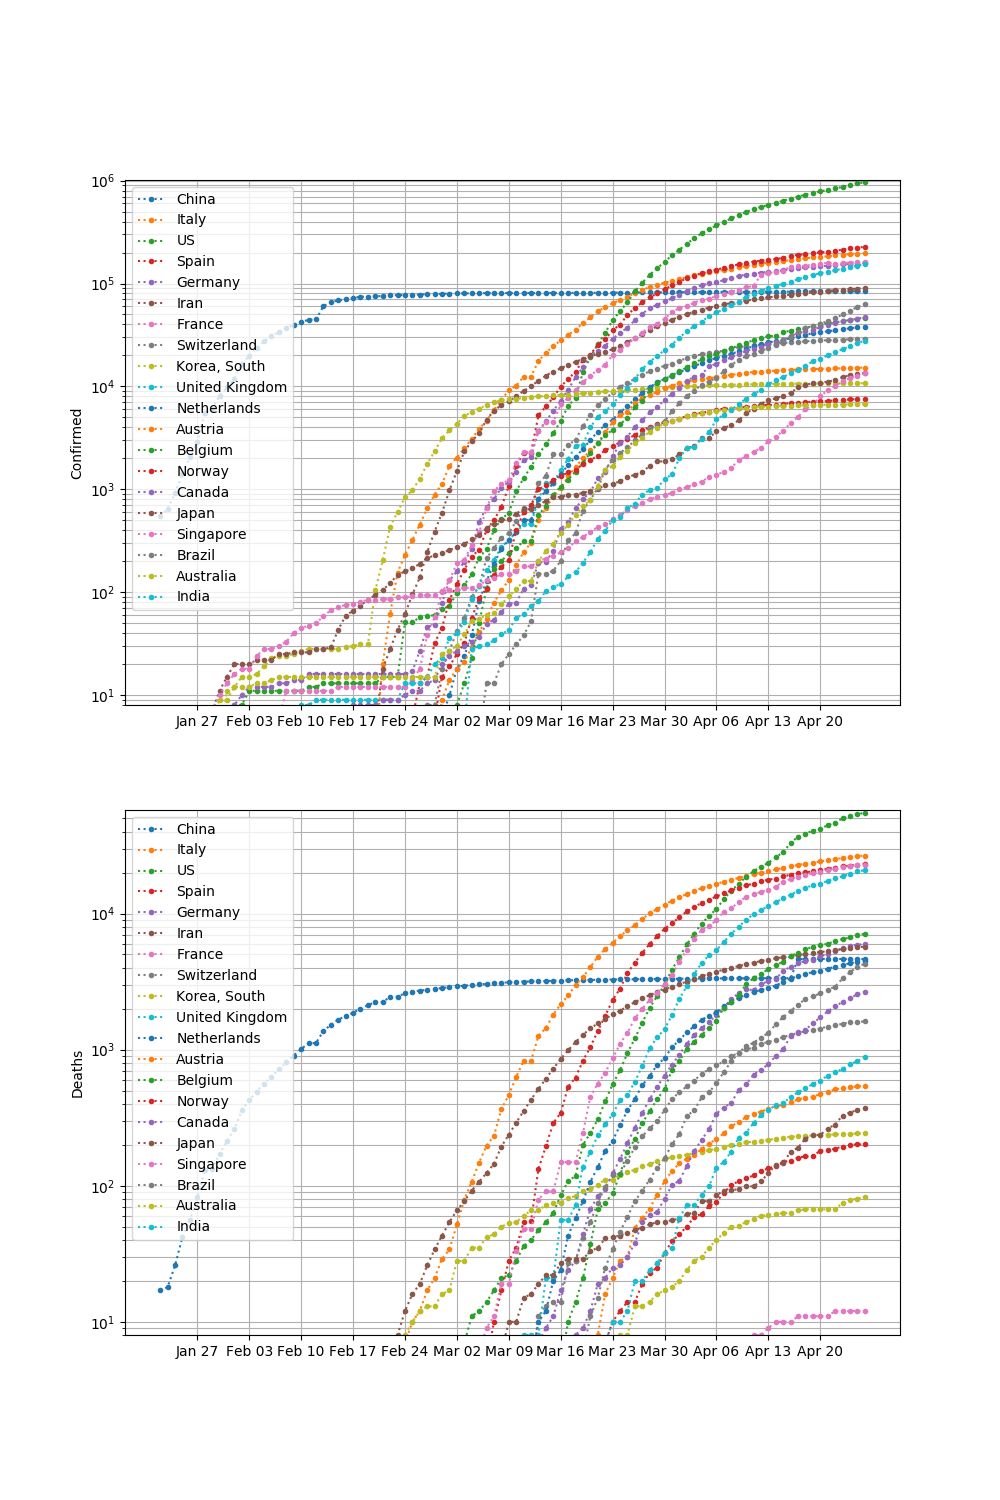 10^6
10^5
10^4
10^3
10^2
10^1
Confirmed
China
Italy
US
Spain
Germany
Iran
France
Switzerland
Korea, South
United Kingdom
Netherlands
Austria
Belgium
Norway
Canada
Japan
Singapore
Brazil
Australia
India
Jan 27 Feb 03 Feb 10 Feb 17 Feb 24 Mar 02 Mar 09 Mar 16 Mar 23 Mar 30 Apr 06 Apr 13 Apr 20
10^4
10^3
10^2
10^1
Deaths
China
Italy
US
Spain
Germany
Iran
France
Switzerland
Korea, South
United Kingdom
Netherlands
Austria
Belgium
Norway
Canada
Japan
Singapore
Brazil
Australia
India
Jan 27 Feb 03 Feb 10 Feb 17 Feb 24 Mar 02 Mar 09 Mar 16 Mar 23 Mar 30 Apr 06 Apr 13 Apr 20